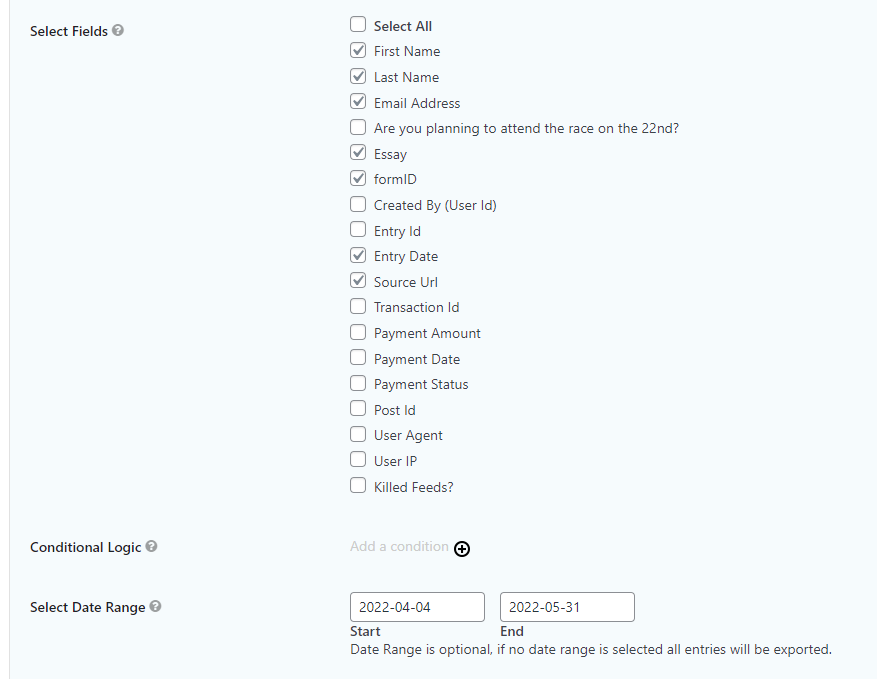 Select Fields ?
Select All
First Name
Last Name
Email Address
Are you planning to attend the race on the 22nd?
Essay
formID
Created By (User Id)
Entry Id
Entry Date
Source Url
Transaction Id
Payment Amount
Payment Date
Payment Status
Post Id
User Agent
User IP
Killed Feeds?
Conditional Logic ? Add a condition
Select Date Range ? 2022-04-04 2022-05-31
Start End
Date Range is optional, if no date range is selected all entries will be exported.